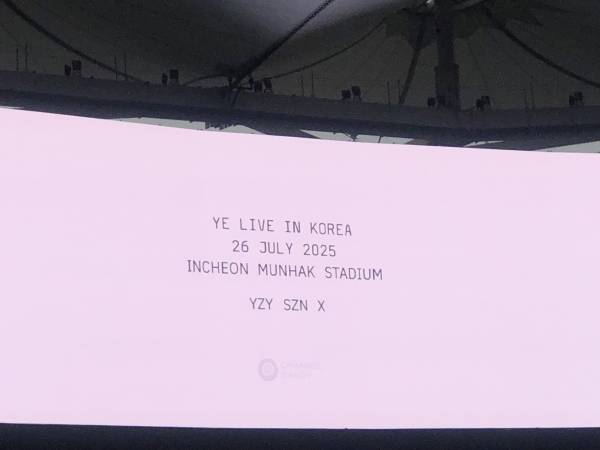 YE LIVE IN KOREA
26 JULY 2025
INCHEON MUNHAK STADIUM
YZY SZN X